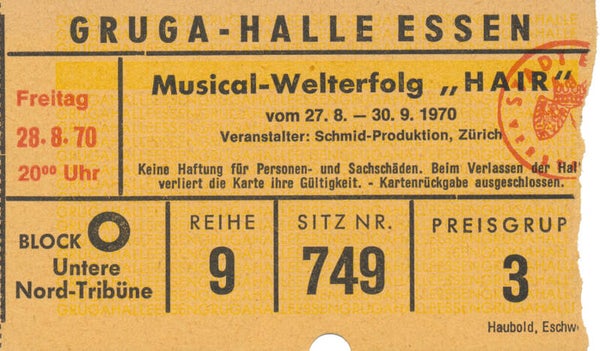 GRUGA-HALLE ESSEN
Freitag
28.8.70
20⁰⁰ Uhr
Musical-Welterfolg „HAIR“
vom 27. 8. — 30. 9. 1970
Veranstalter: Schmid-Produktion, Zürich
Keine Haftung für Personen- und Sachschäden. Beim Verlassen der Hal
verliert die Karte ihre Gültigkeit. - Kartenrückgabe ausgeschlossen.
BLOCK O
Untere
Nord-Tribüne
REIHE
9
SITZ NR.
749
PREISGRUP
3
Haubold, Eschw